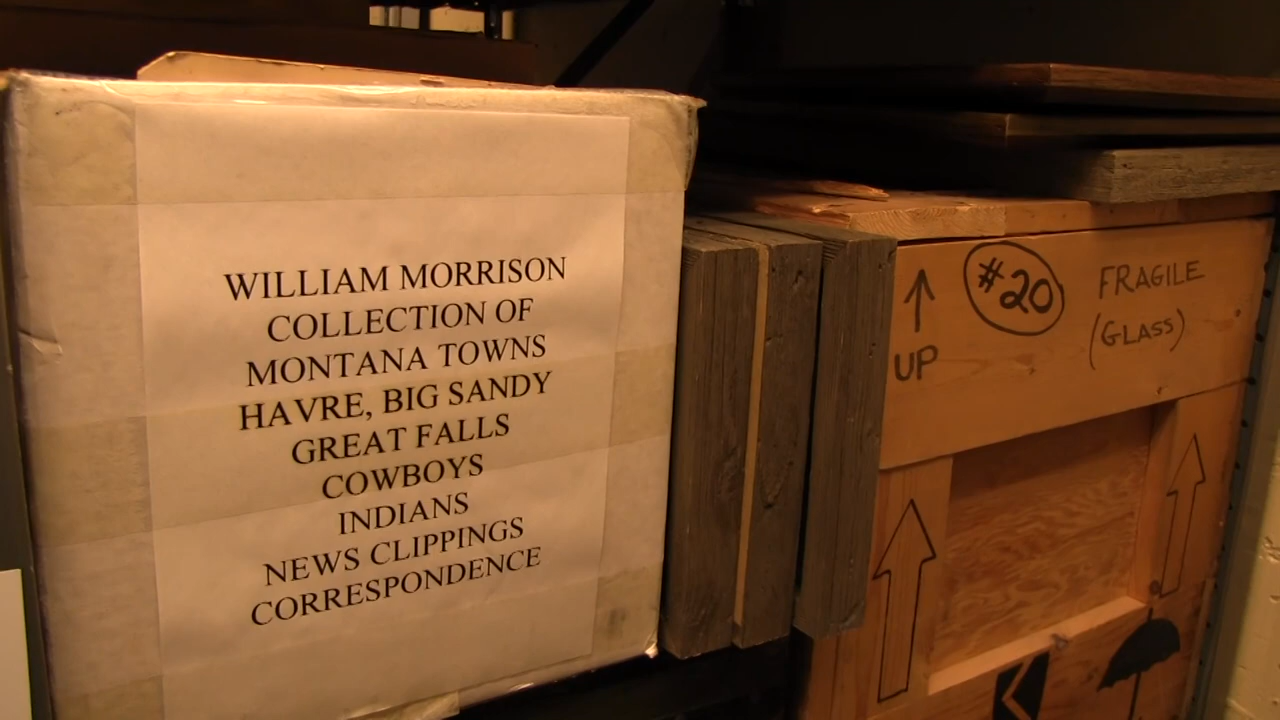 WILLIAM MORRISON
COLLECTION OF
MONTANA TOWNS
HAVRE, BIG SANDY
GREAT FALLS
COWBOYS
INDIANS
NEWS CLIPPINGS
CORRESPONDENCE
UP
#20
FRAGILE
(GLASS)